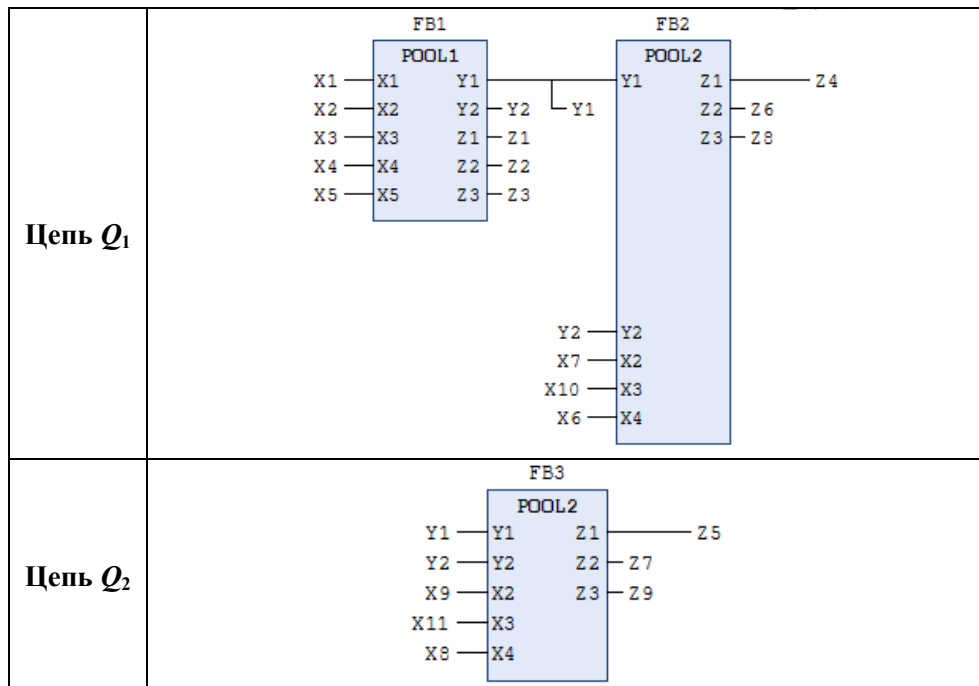 FB1 FB2
POOL1 POOL2
X1 X1 Y1 Y1 Z1 Z4
X2 X2 Y2 Y2 Y1 Z2 Z6
X3 X3 Z1 Z1 Z3 Z8
X4 X4 Z2 Z2
X5 X5 Z3 Z3
Цепь Q1
Y2 Y2
X7 X2
X10 X3
X6 X4
FB3
POOL2
Y1 Y1 Z1 Z5
Y2 Y2 Z2 Z7
Цепь Q2
X9 X2 Z3 Z9
X11 X3
X8 X4